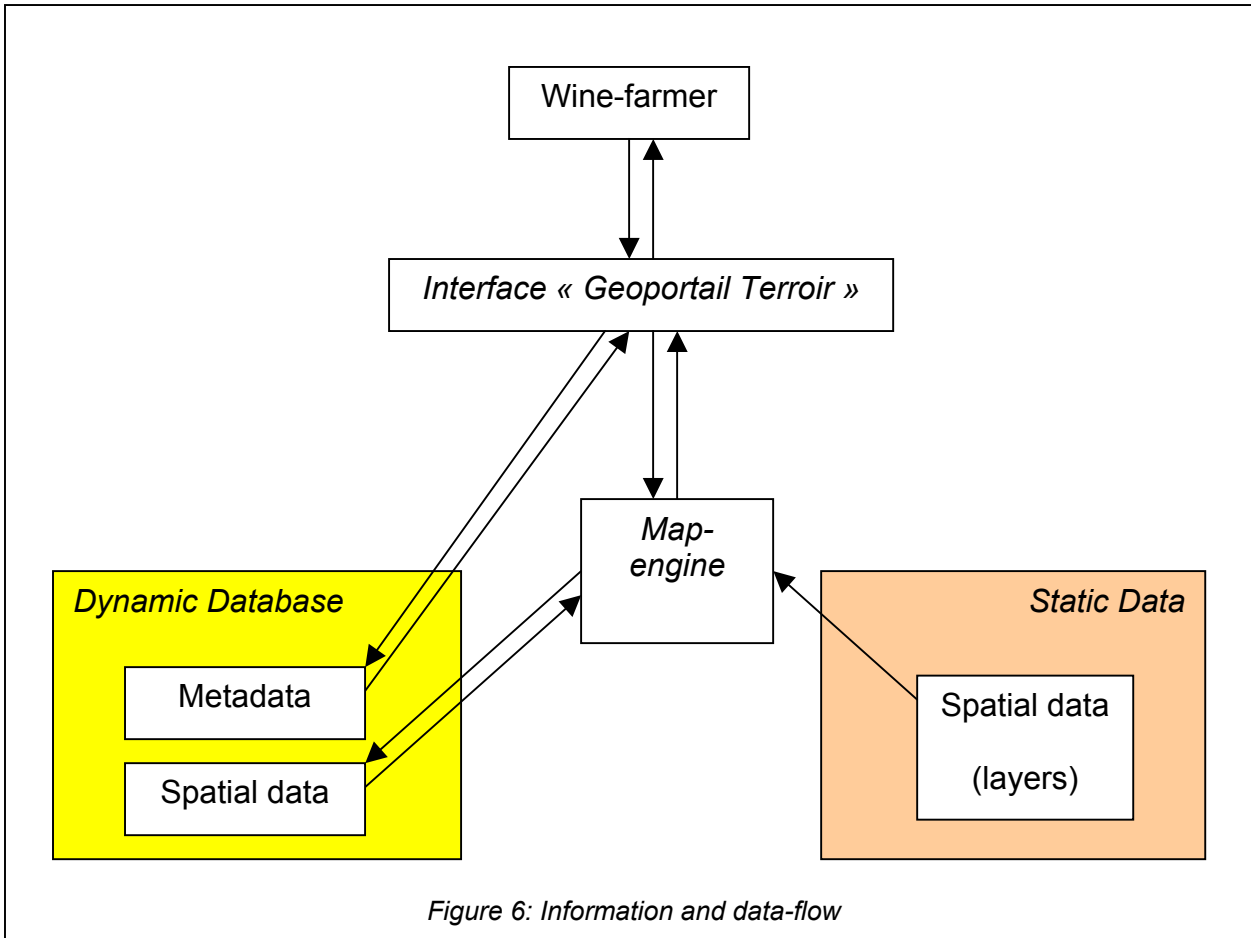 Wine-farmer
Interface « Geoportail Terroir »
Map-
engine
Dynamic Database
Metadata
Spatial data
Static Data
Spatial data
(layers)
Figure 6: Information and data-flow